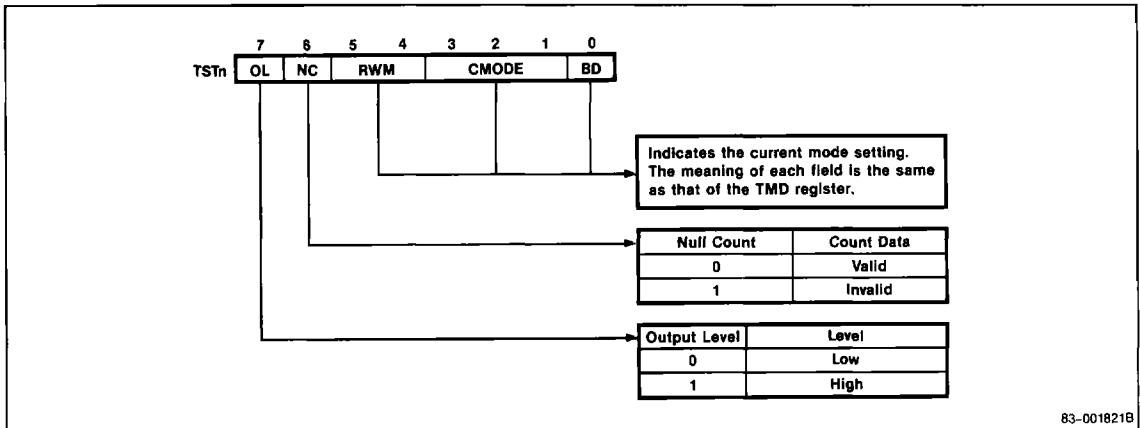 7 6 5 4 3 2 1 0
TSTn OL NC RWM CMODE BD
Indicates the current mode setting.
The meaning of each field is the same
as that of the TMD register.
Null Count Count Data
0 Valid
1 Invalid
Output Level Level
0 Low
1 High
83-001821B